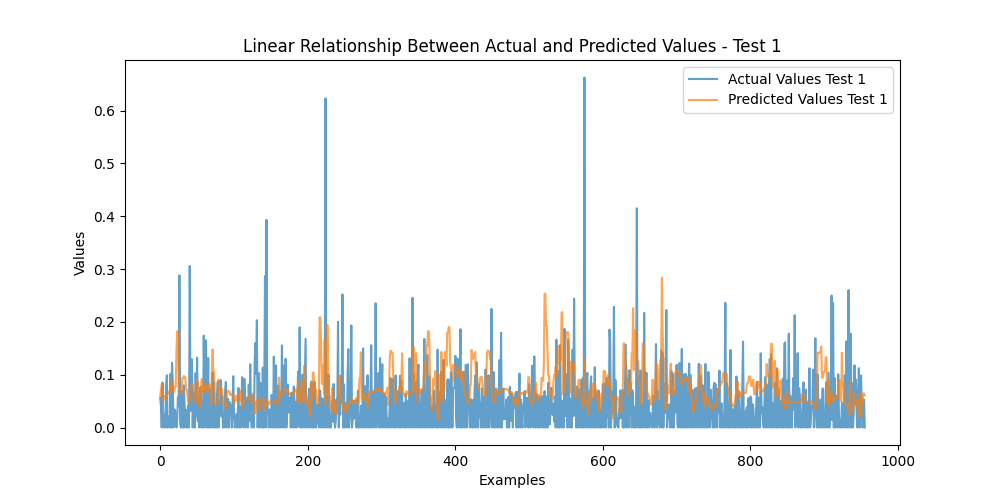 Linear Relationship Between Actual and Predicted Values - Test 1
Actual Values Test 1
Predicted Values Test 1
Values
0.6
0.5
0.4
0.3
0.2
0.1
0.0
0 200 400 600 800 1000
Examples